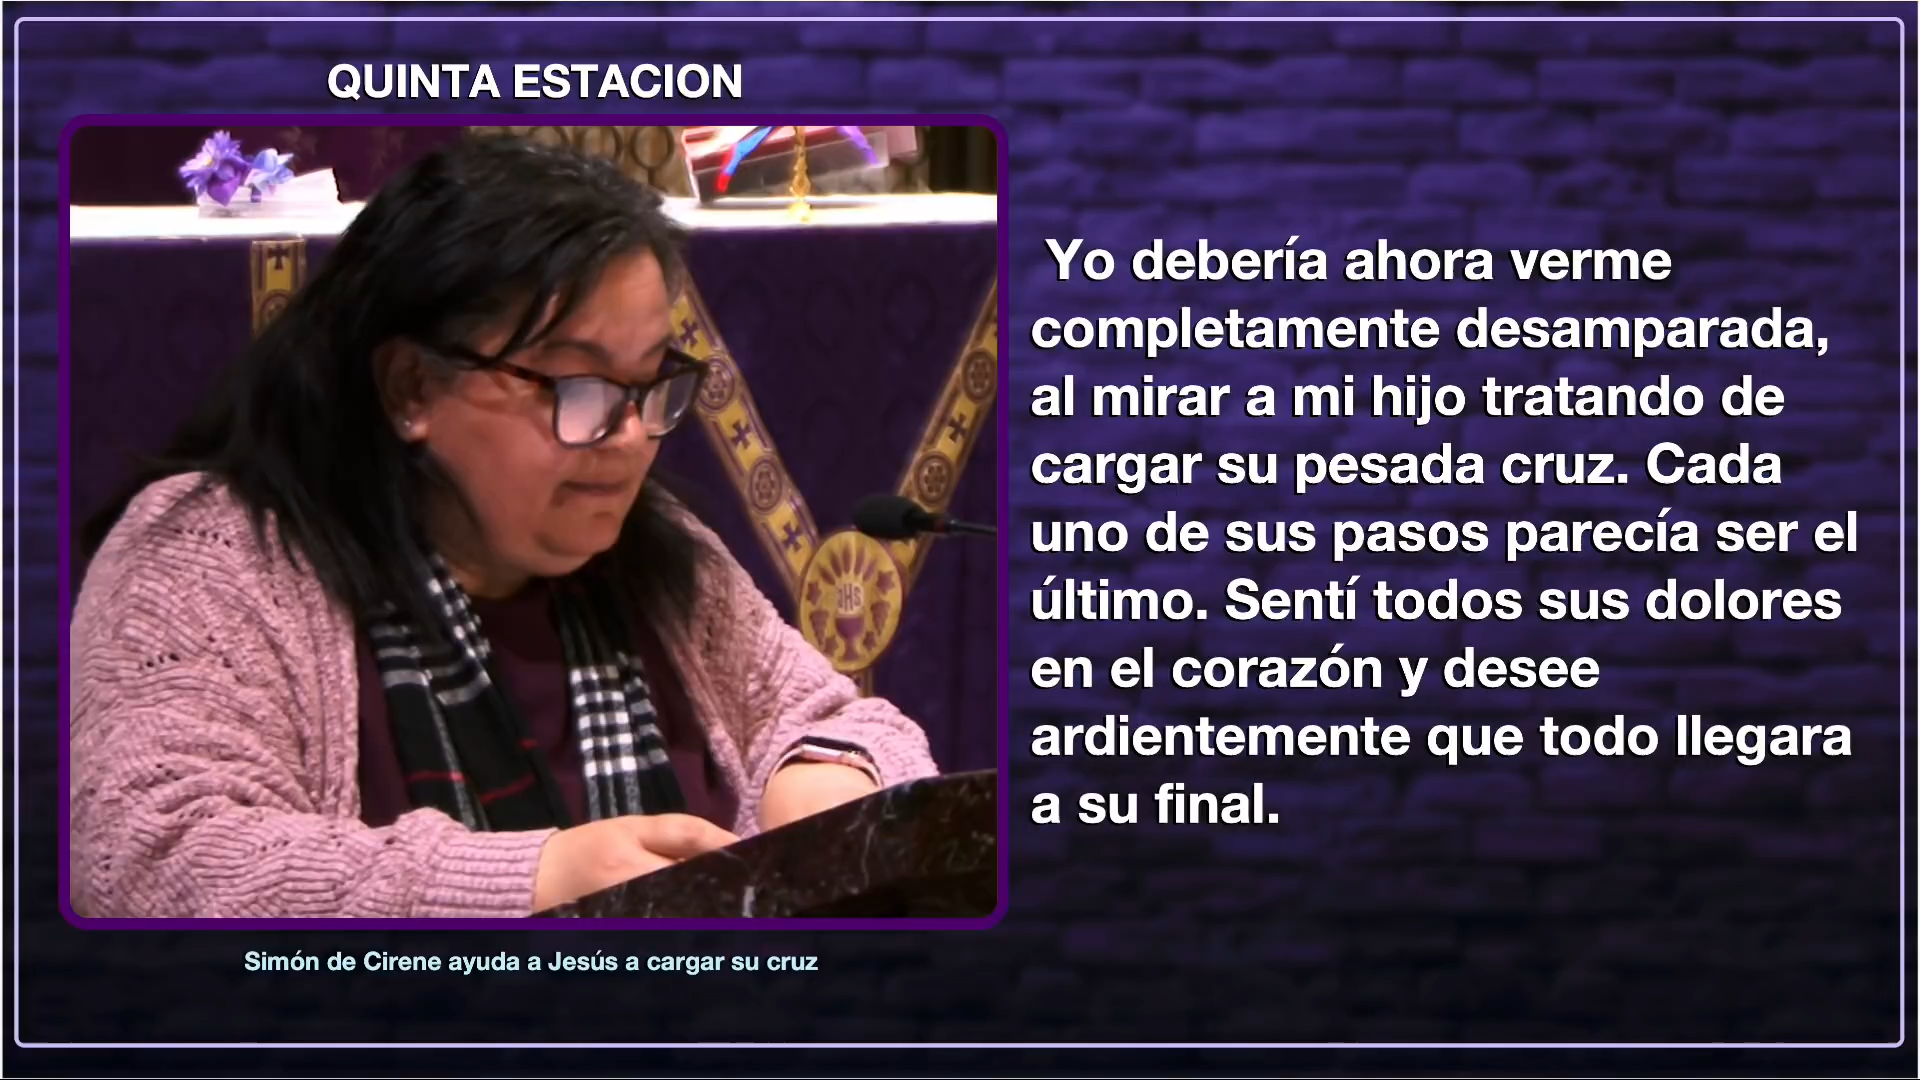 QUINTA ESTACION
Yo debería ahora verme
completamente desamparada,
al mirar a mi hijo tratando de
cargar su pesada cruz. Cada
uno de sus pasos parecía ser el
último. Sentí todos sus dolores
en el corazón y desee
ardientemente que todo llegara
a su final.
JHS
Simón de Cirene ayuda a Jesús a cargar su cruz